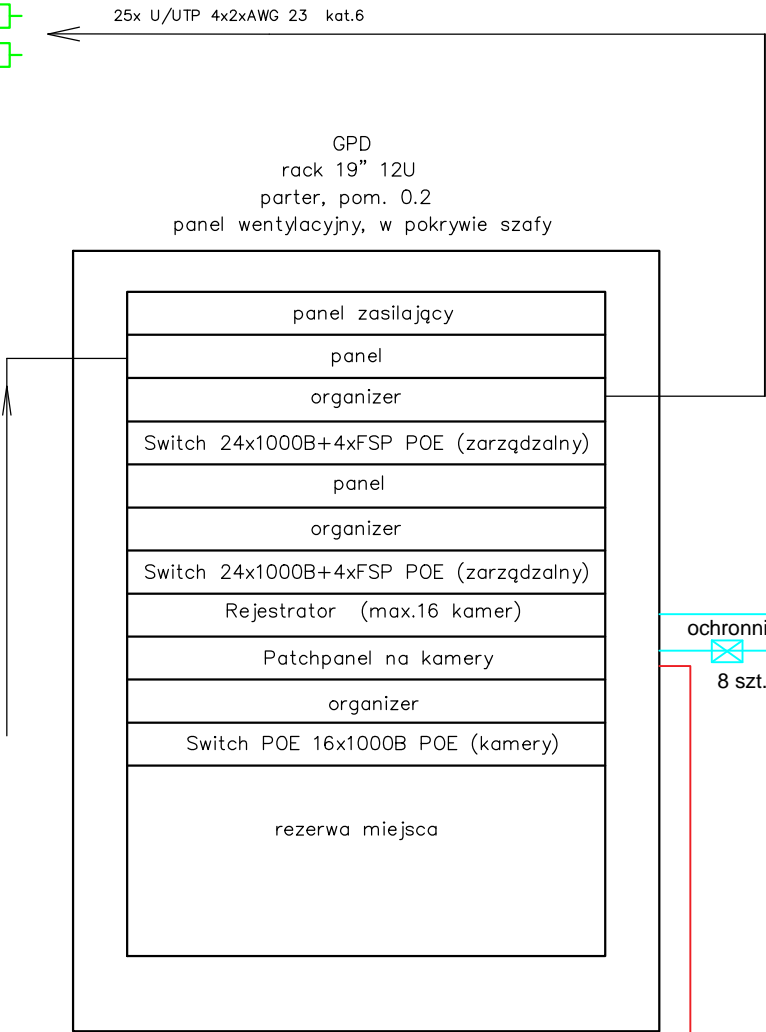 25x U/UTP 4x2xAWG 23 kat.6
GPD
rack 19" 12U
parter, pom. 0.2
panel wentylacyjny, w pokrywie szafy
panel zasilający
panel
organizer
Switch 24x1000B+4xFSP POE (zarządzalny)
panel
organizer
Switch 24x1000B+4xFSP POE (zarządzalny)
Rejestrator (max.16 kamer)
Patchpanel na kamery
organizer
Switch POE 16x1000B POE (kamery)
rezerwa miejsca
ochronni
8 szt.